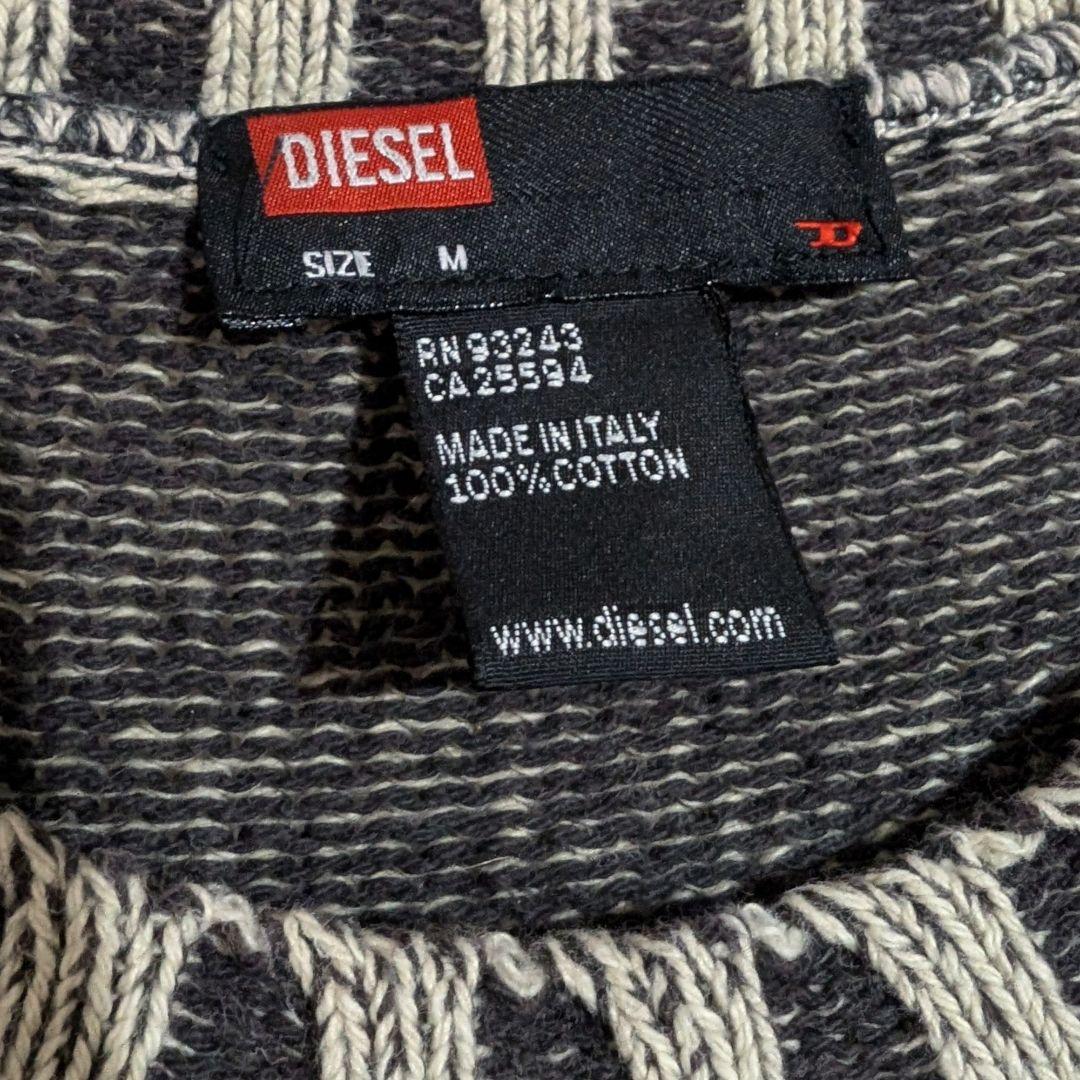 DIESEL
SIZE M
D
RN 93243
CA 25594
MADE IN ITALY
100% COTTON
www.diesel.com